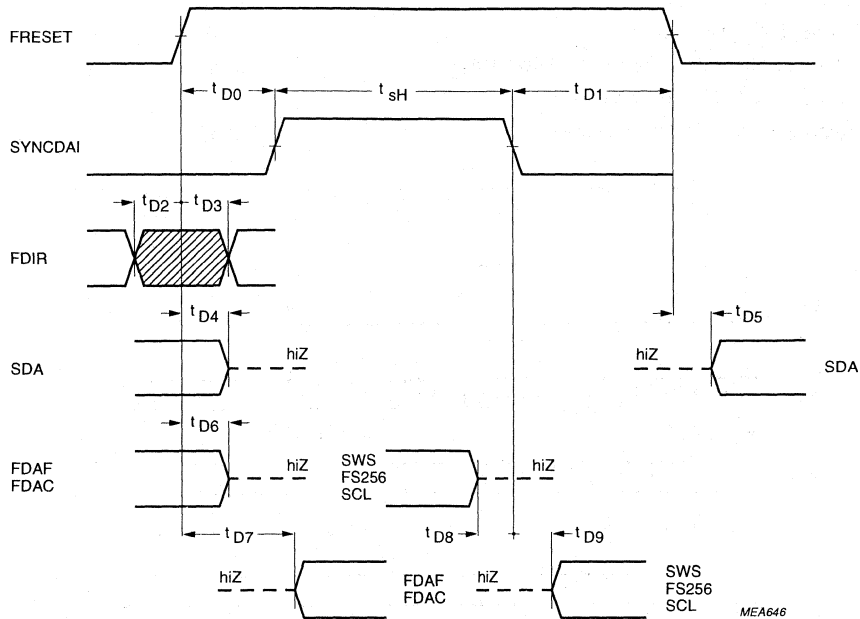 FRESET
t D0
t sH
t D1
SYNCDAI
t D2
t D3
FDIR
t D4
t D5
SDA
hiZ
hiZ
SDA
t D6
FDAF
FDAC
hiZ
SWS
FS256
SCL
hiZ
t D7
t D8
t D9
hiZ
FDAF
FDAC
hiZ
SWS
FS256
SCL
MEA646